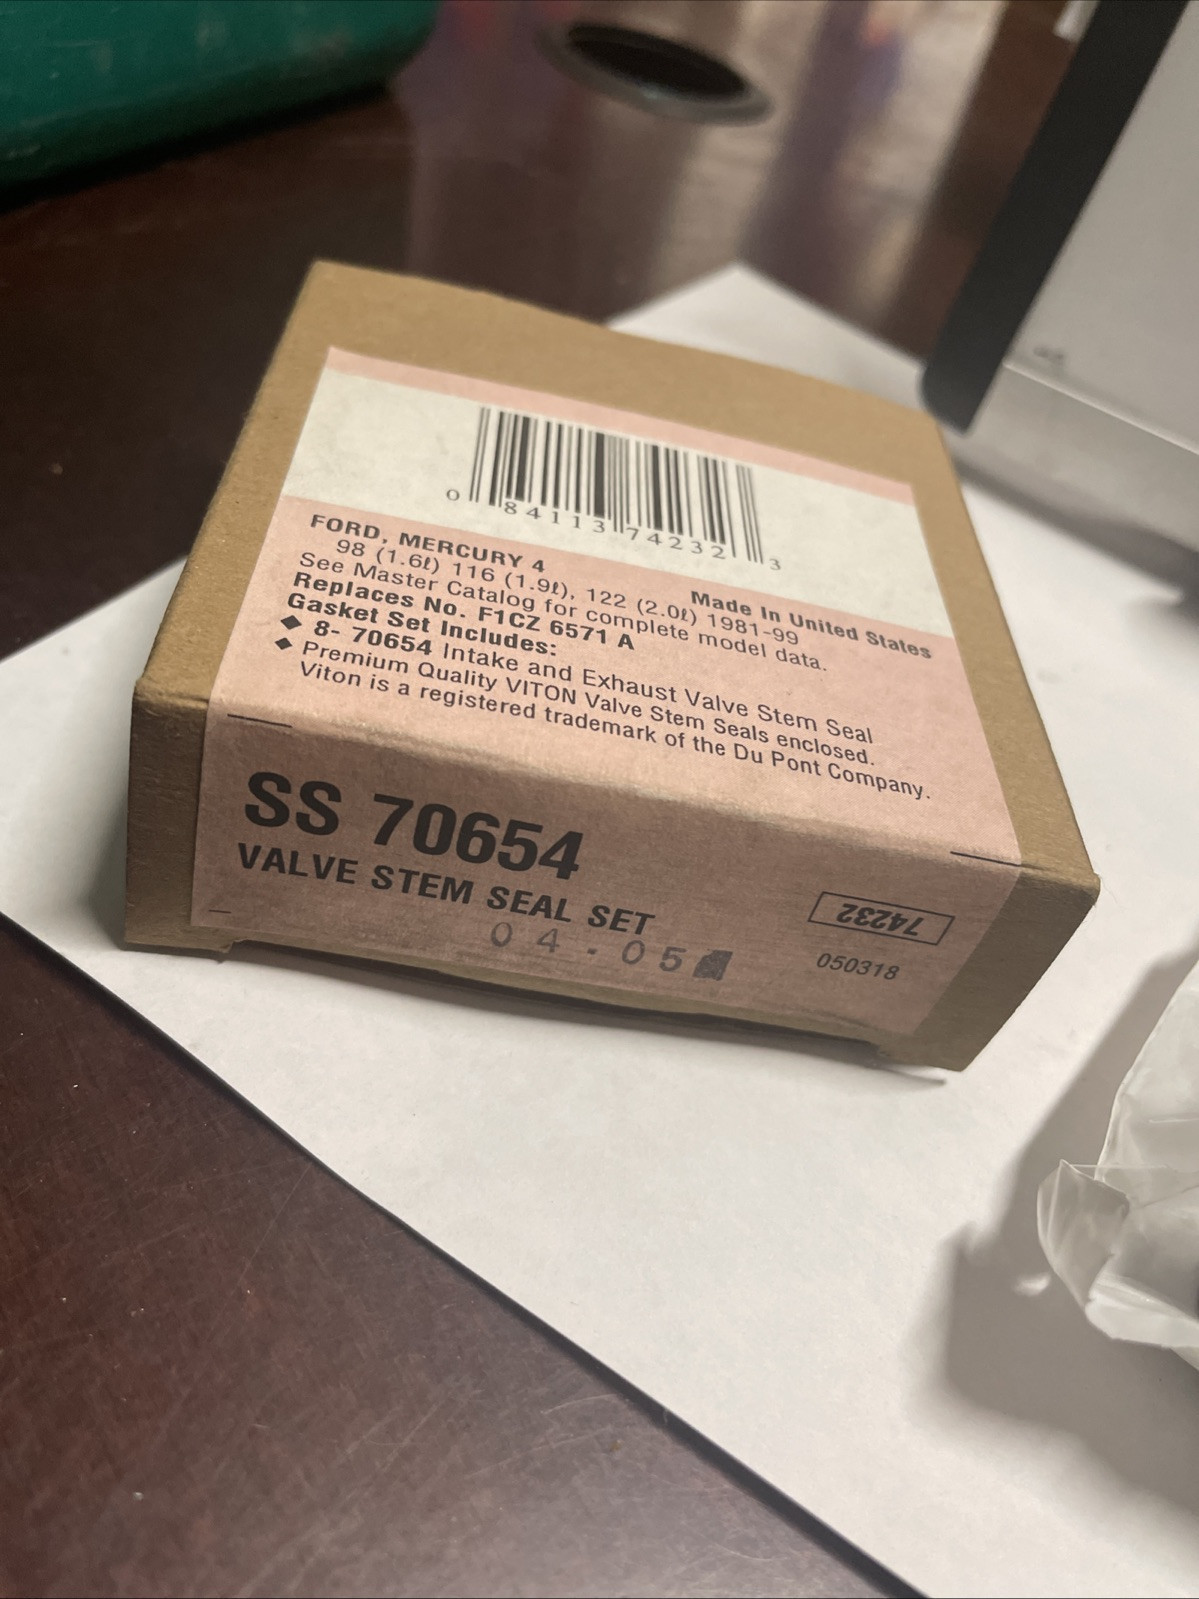 0 84113 74232 3
Made In United States
FORD, MERCURY 4
98 (1.6ℓ) 116 (1.9ℓ), 122 (2.0ℓ) 1981-99
See Master Catalog for complete model data.
Replaces No. F1CZ 6571 A
Gasket Set Includes:
◆ 8- 70654 Intake and Exhaust Valve Stem Seal
◆ Premium Quality VITON Valve Stem Seals enclosed.
Viton is a registered trademark of the Du Pont Company.
SS 70654
VALVE STEM SEAL SET
74232
04.05
050318